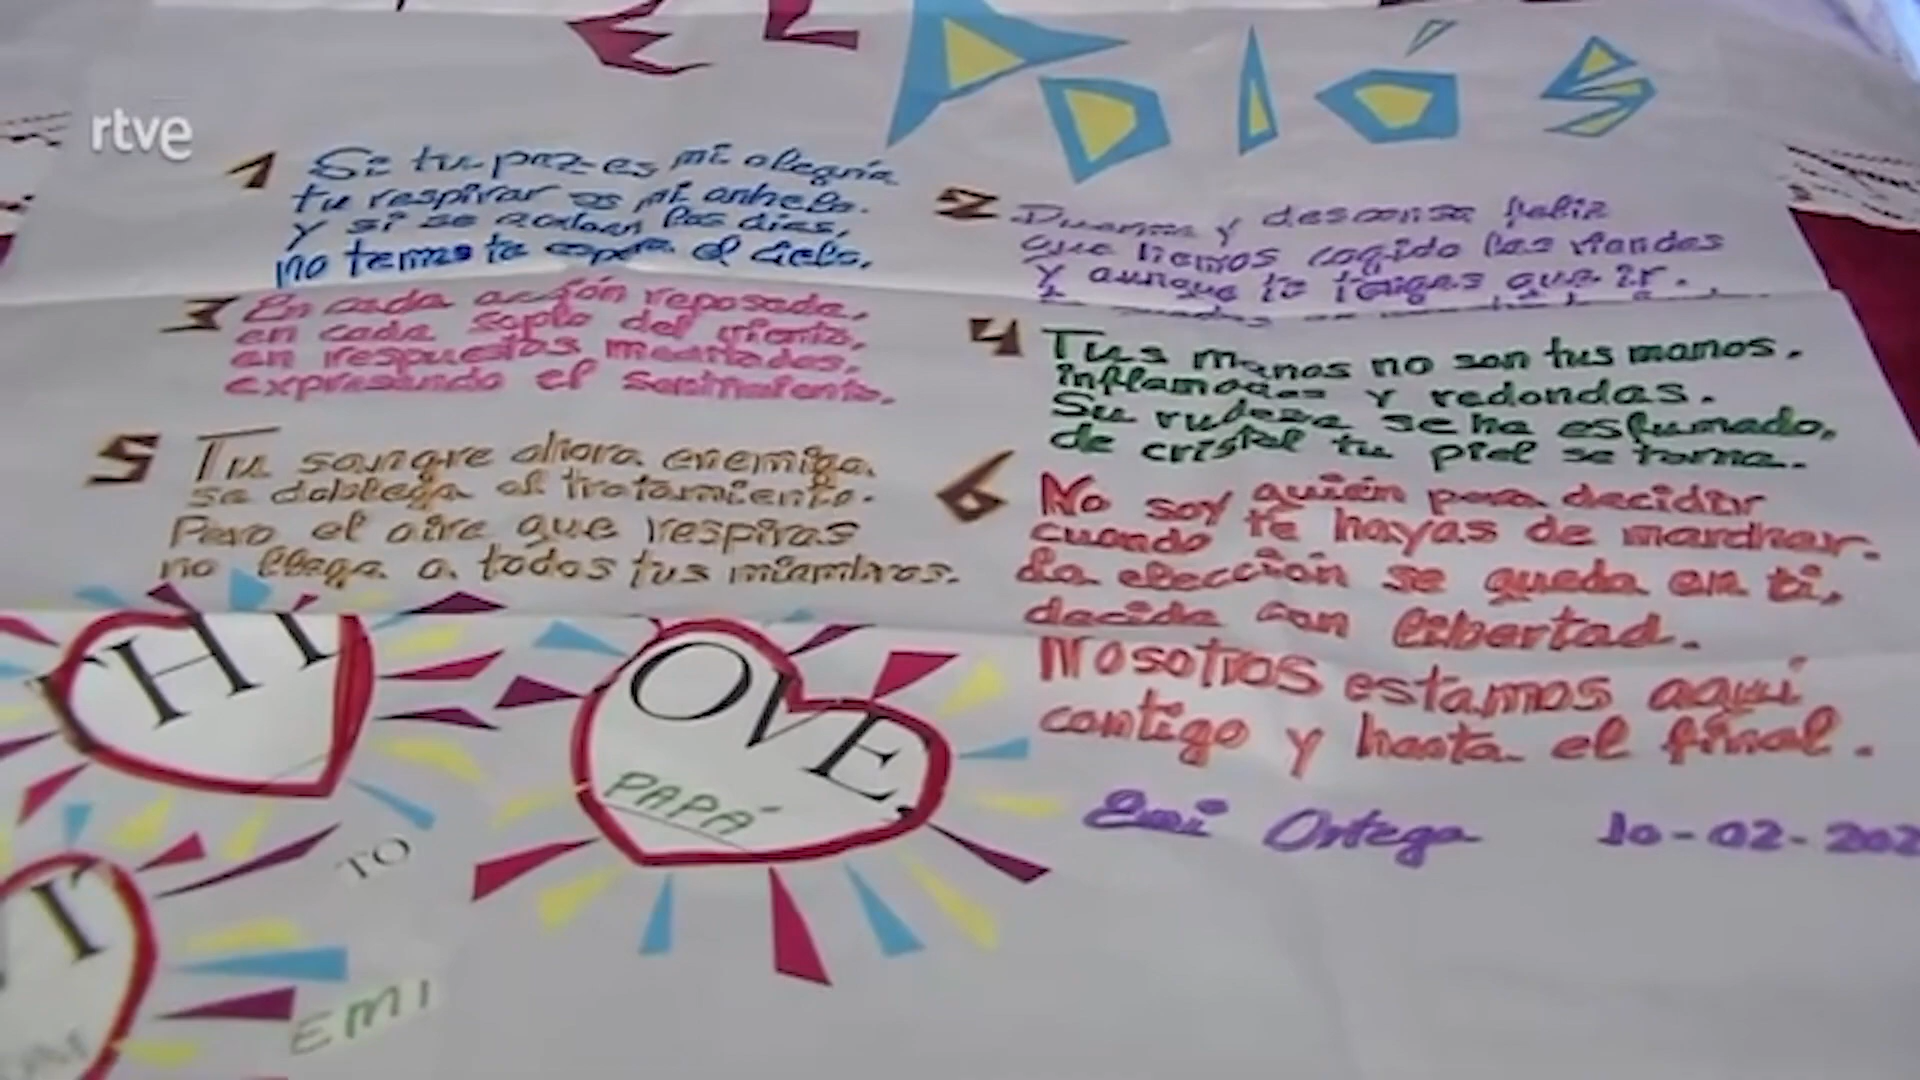 EL ADIÓS
rtve
1 Si tu paz es mi alegría
tu respirar es mi anhelo.
Y si se acaban los días,
no temas te espera el cielo.
2 Duerme y descansa feliz
que hemos cogido las riendas
Y aunque te tengas que ir.
3 En cada acción reposada,
en cada soplo del viento,
en respuestas meditadas,
expresando el sentimiento.
4 Tus manos no son tus manos.
inflamadas y redondas.
Su rudeza se ha esfumado,
de cristal tu piel se torna.
5 Tu sangre ahora enemiga.
se doblega al tratamiento.
Pero el aire que respiras
no llega a todos tus miembros.
6 No soy quién para decidir
cuando te hayas de marchar.
La elección se queda en ti,
decide con libertad.
Nosotros estamos aquí
contigo y hasta el final.
Emi Ortega 10-02-202
THI
OVE,
PAPÁ
TO
EMI